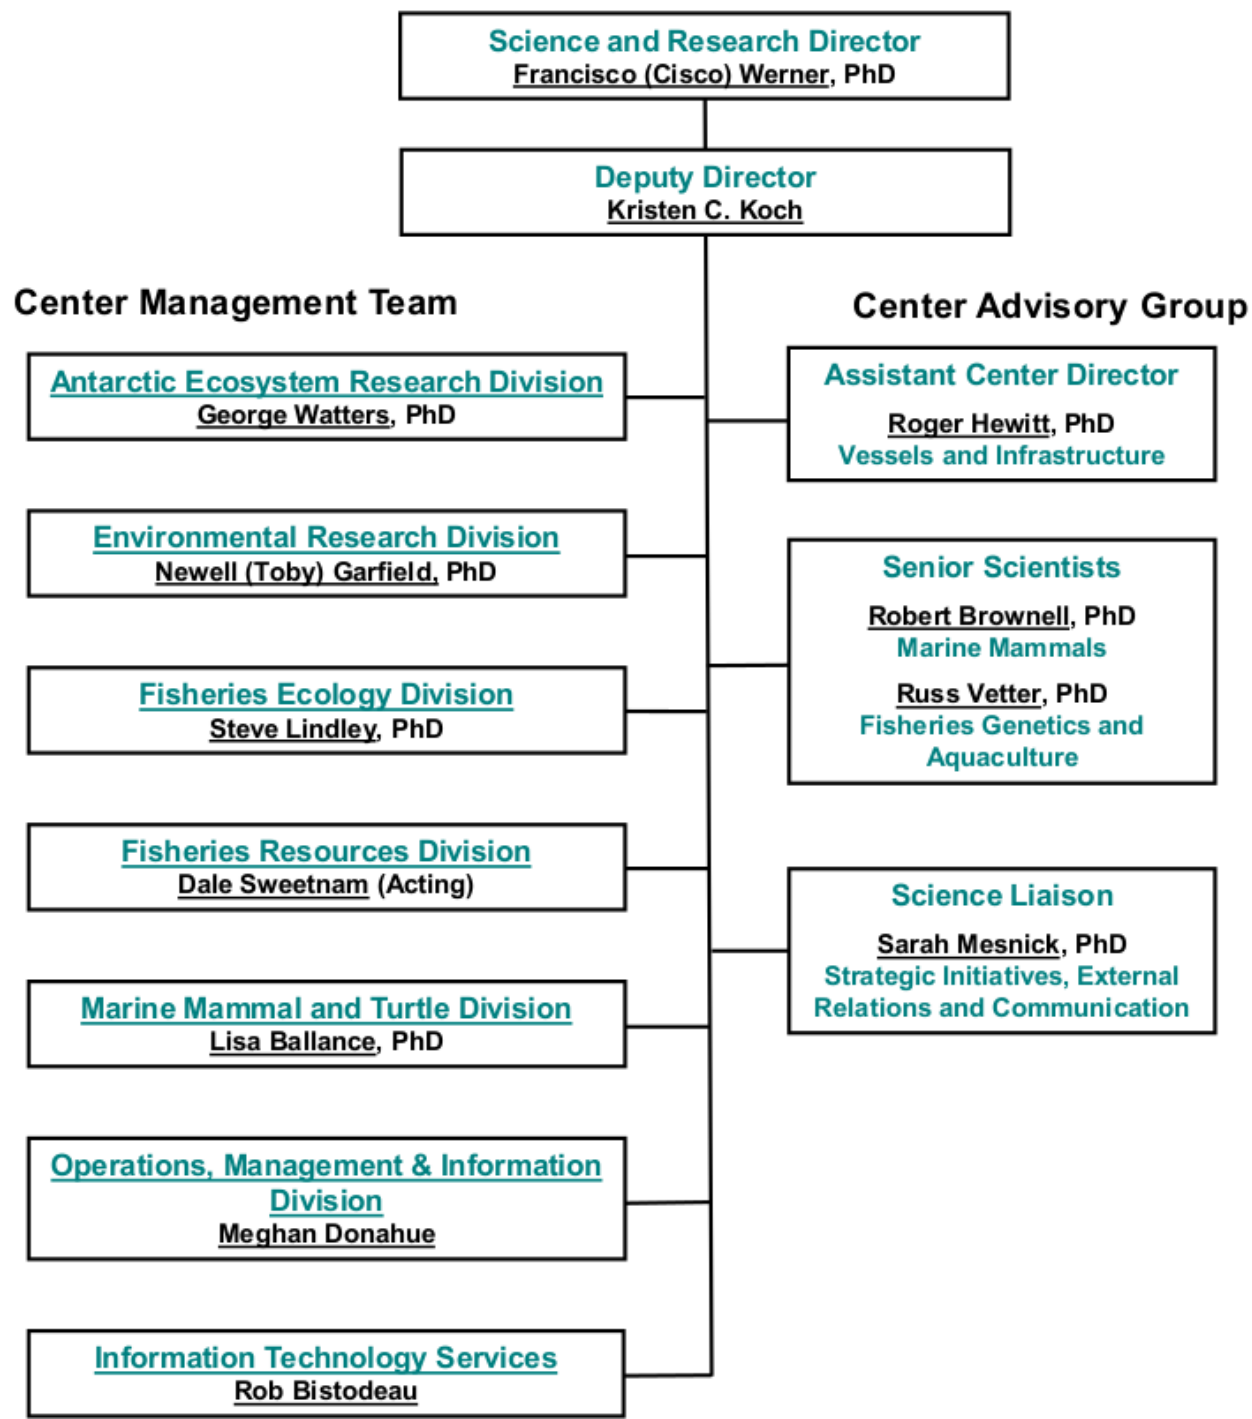 Science and Research Director
Francisco (Cisco) Werner, PhD
Deputy Director
Kristen C. Koch
Center Management Team
Antarctic Ecosystem Research Division
George Watters, PhD
Environmental Research Division
Newell (Toby) Garfield, PhD
Fisheries Ecology Division
Steve Lindley, PhD
Fisheries Resources Division
Dale Sweetnam (Acting)
Marine Mammal and Turtle Division
Lisa Ballance, PhD
Operations, Management & Information
Division
Meghan Donahue
Information Technology Services
Rob Bistodeau
Center Advisory Group
Assistant Center Director
Roger Hewitt, PhD
Vessels and Infrastructure
Senior Scientists
Robert Brownell, PhD
Marine Mammals
Russ Vetter, PhD
Fisheries Genetics and
Aquaculture
Science Liaison
Sarah Mesnick, PhD
Strategic Initiatives, External
Relations and Communication